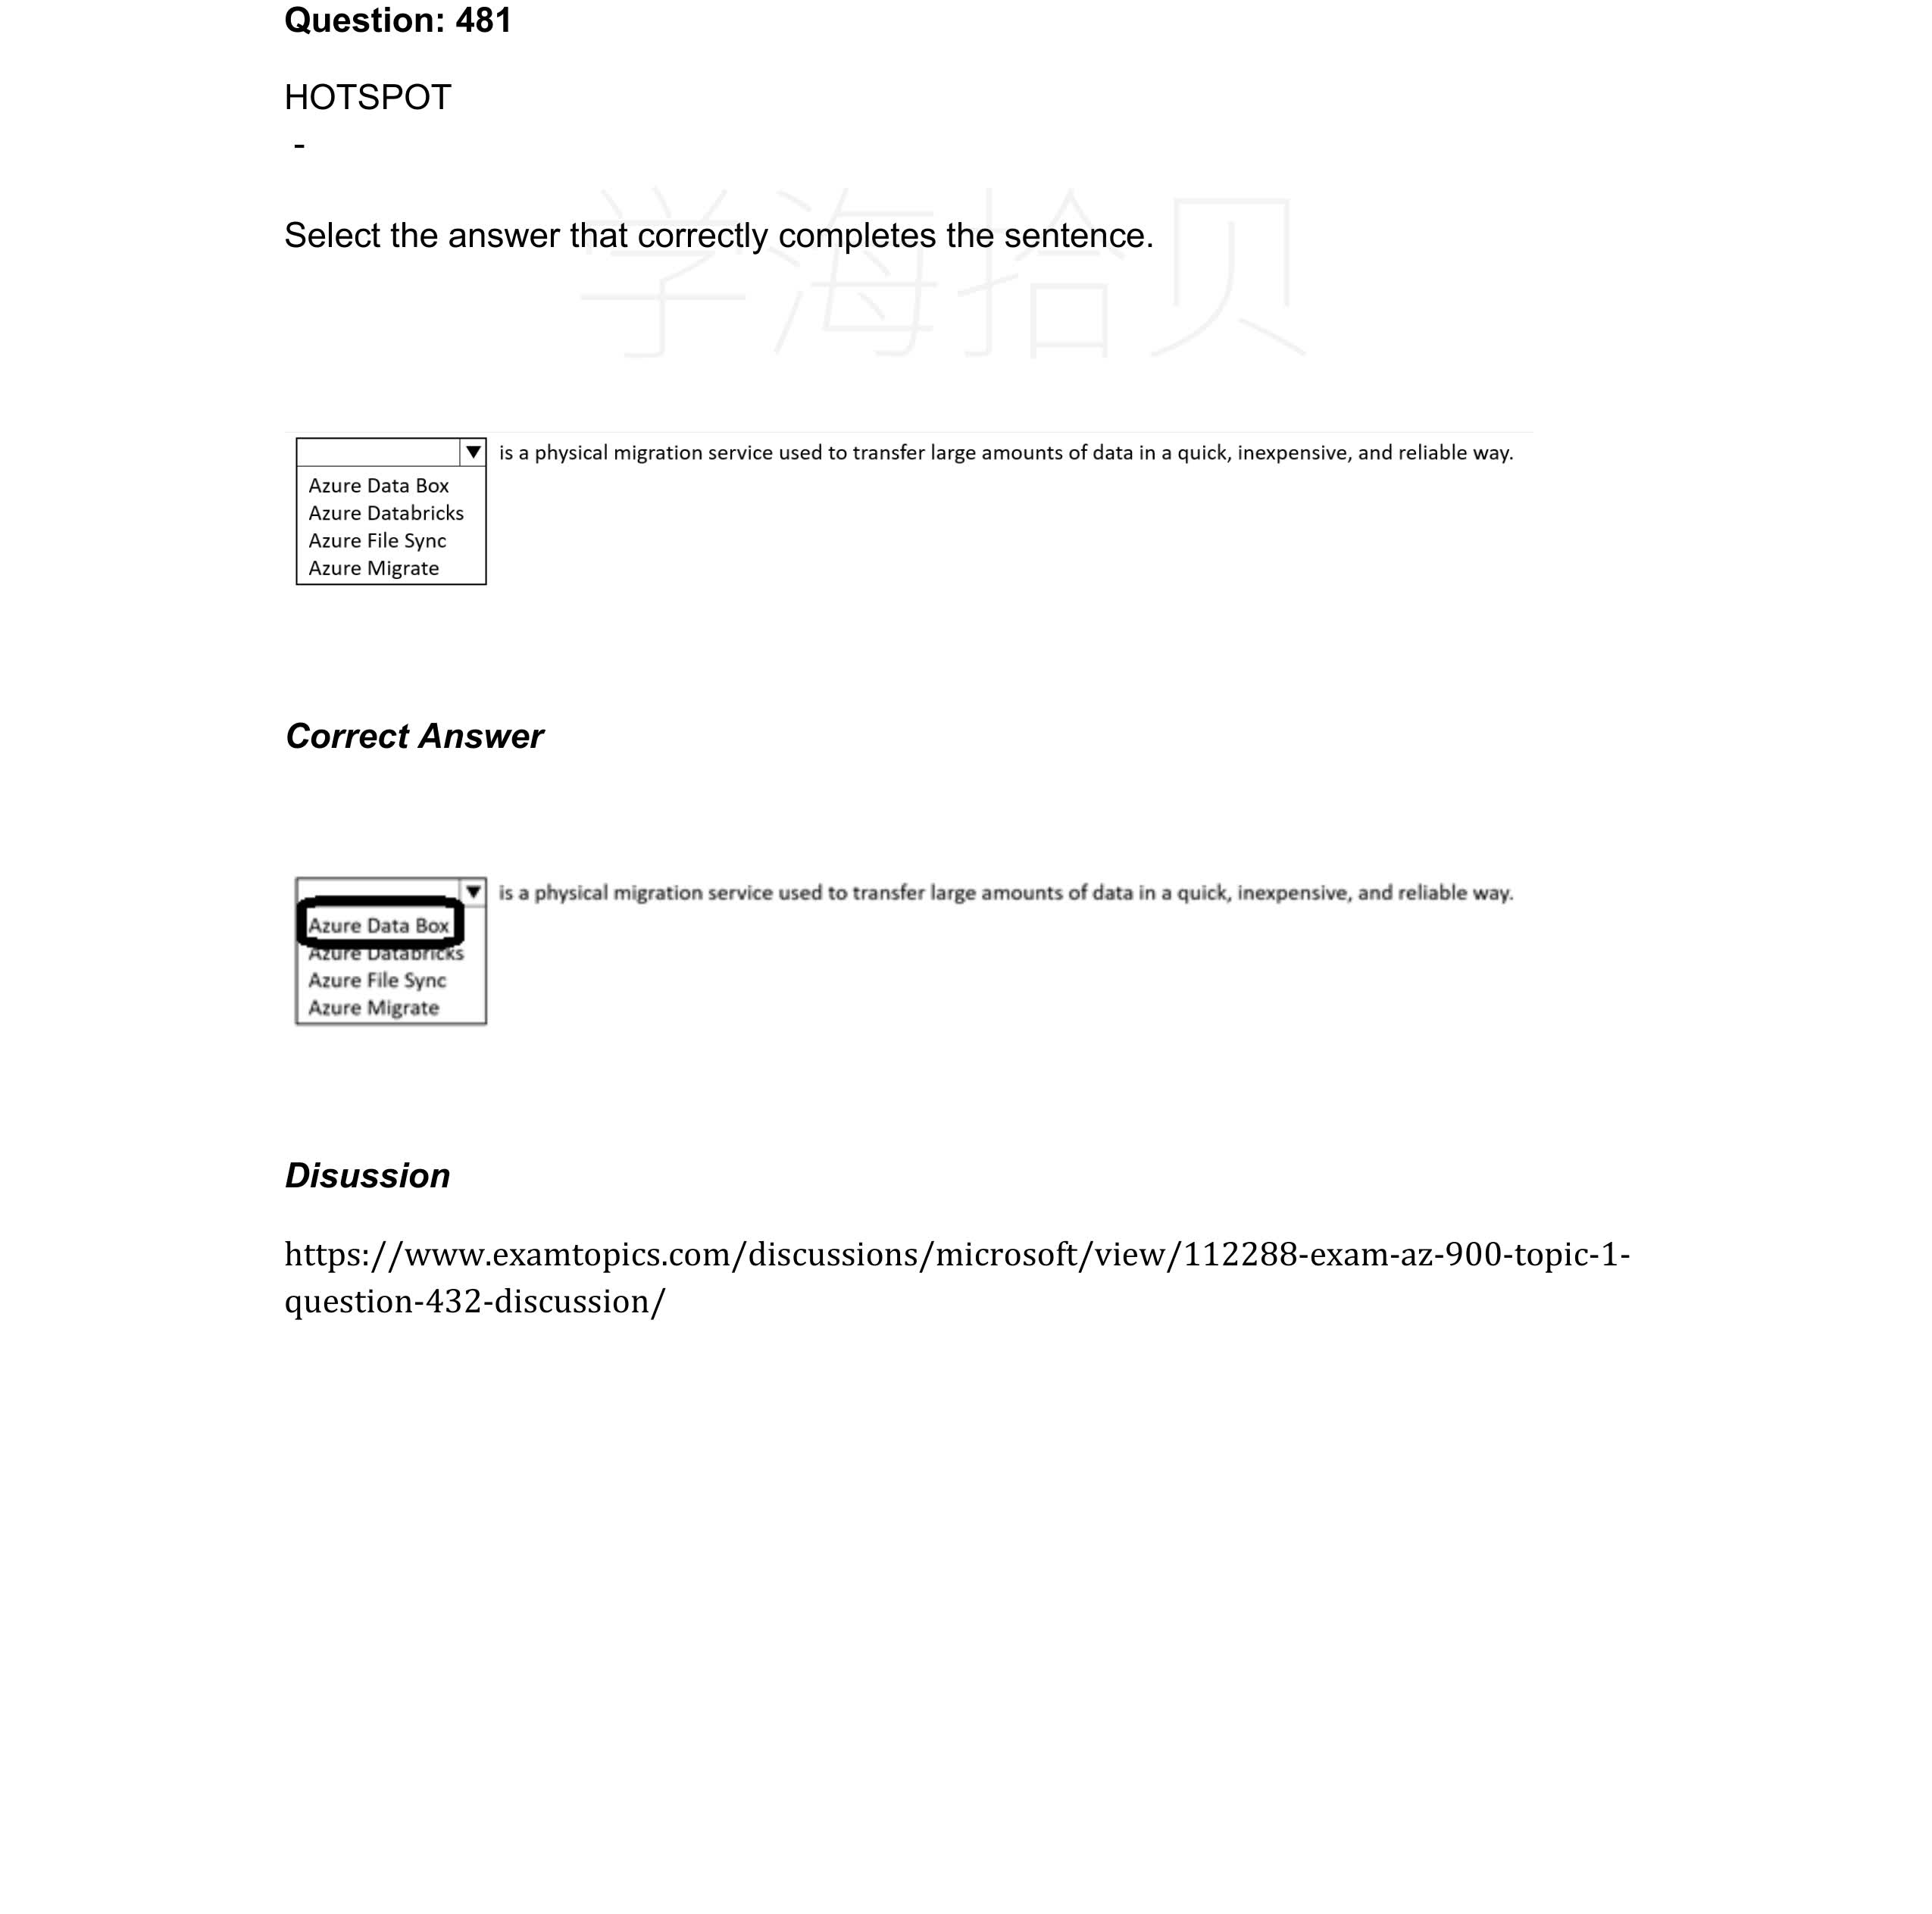 Question: 481
HOTSPOT
-
学海拾贝
Select the answer that correctly completes the sentence.
▼ is a physical migration service used to transfer large amounts of data in a quick, inexpensive, and reliable way.
Azure Data Box
Azure Databricks
Azure File Sync
Azure Migrate
Correct Answer
▼ is a physical migration service used to transfer large amounts of data in a quick, inexpensive, and reliable way.
Azure Data Box
Azure Databricks
Azure File Sync
Azure Migrate
Disussion
https://www.examtopics.com/discussions/microsoft/view/112288-exam-az-900-topic-1-
question-432-discussion/